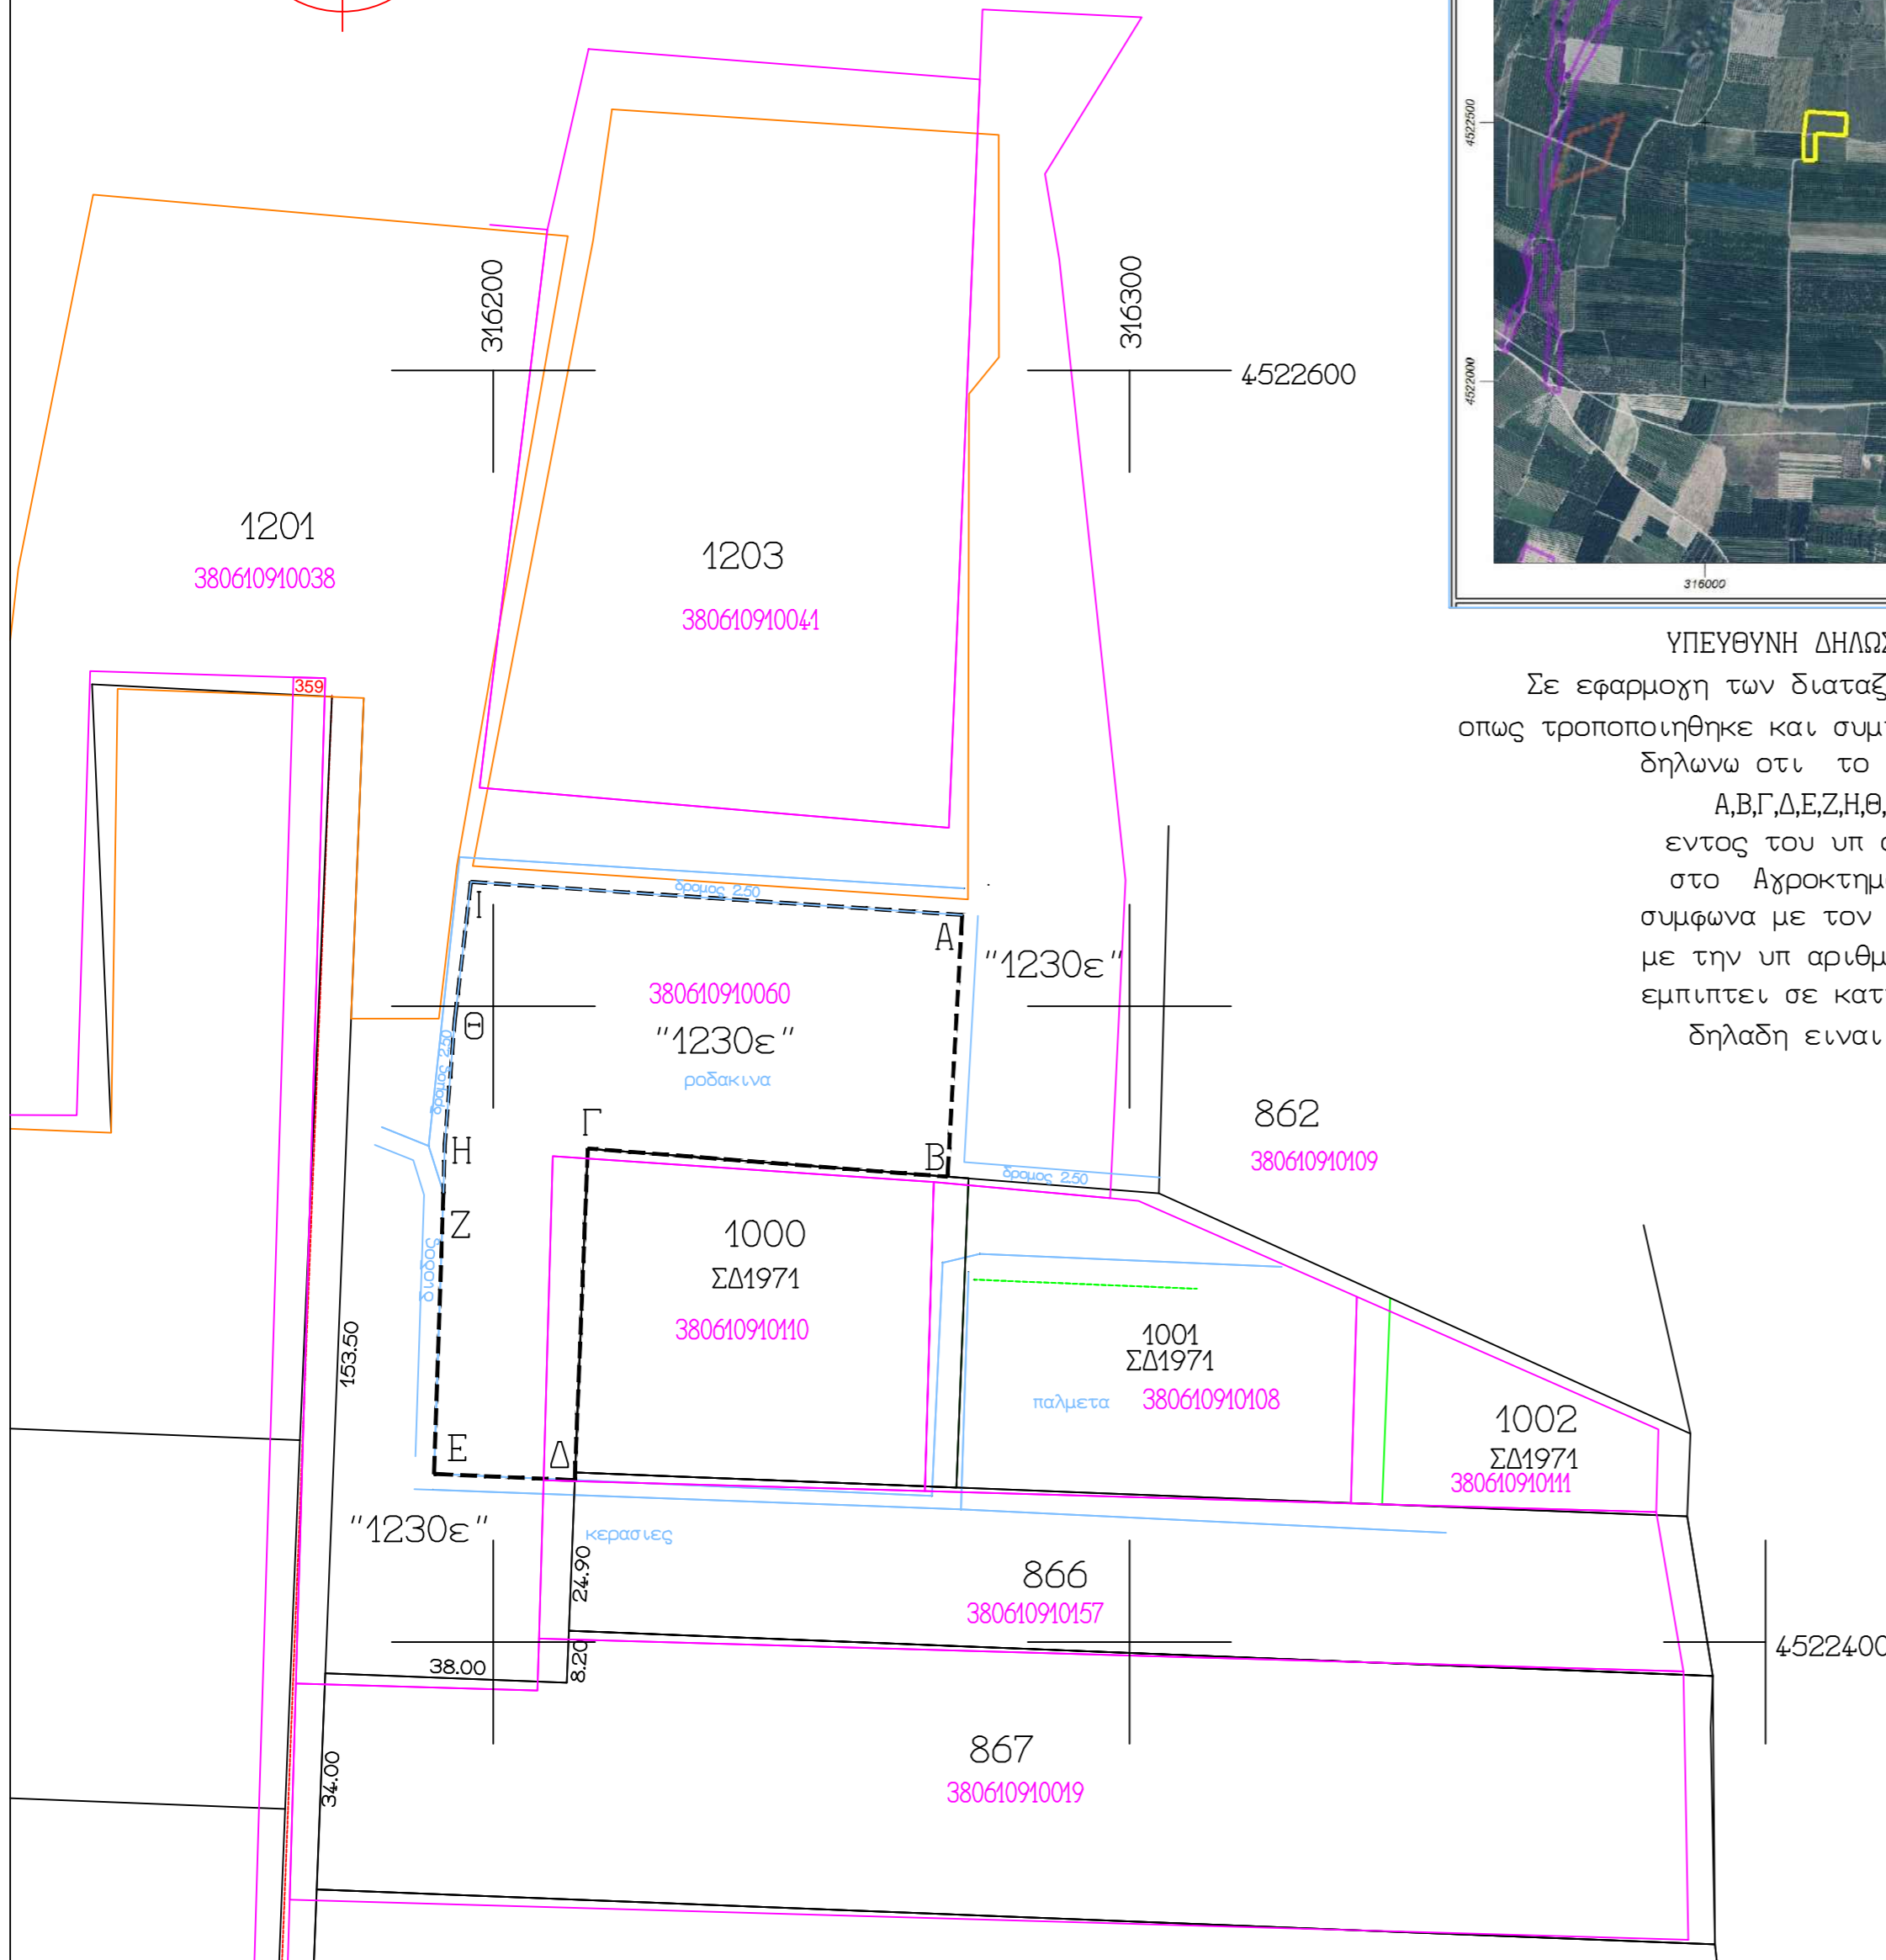 316200
316300
4522600
1201
380610910038
1203
380610910041
359
4522500
4522000
316000
ΥΠΕΥΘΥΝΗ ΔΗΛΩΣ
Σε εφαρμογη των διαταξ
οπως τροποποιηθηκε και συμπ
δηλωνω οτι το
Α,Β,Γ,Δ,Ε,Ζ,Η,Θ,
εντος του υπ α
στο Αγροκτημα
συμφωνα με τον
με την υπ αριθμ
εμπιπτει σε κατ
δηλαδη ειναι
δρομος 2.50
Ι
Α
"1230ε"
380610910060
"1230ε"
ροδακινα
Θ
δρομος 2.50
Η
Γ
Β
δρομος 2.50
862
380610910109
Ζ
διοδος
1000
ΣΔ1971
380610910110
153.50
1001
ΣΔ1971
παλμετα
380610910108
1002
ΣΔ1971
380610910111
Ε
Δ
"1230ε"
κερασιες
24.90
866
380610910157
4522400
38.00
8.20
867
380610910019
34.00